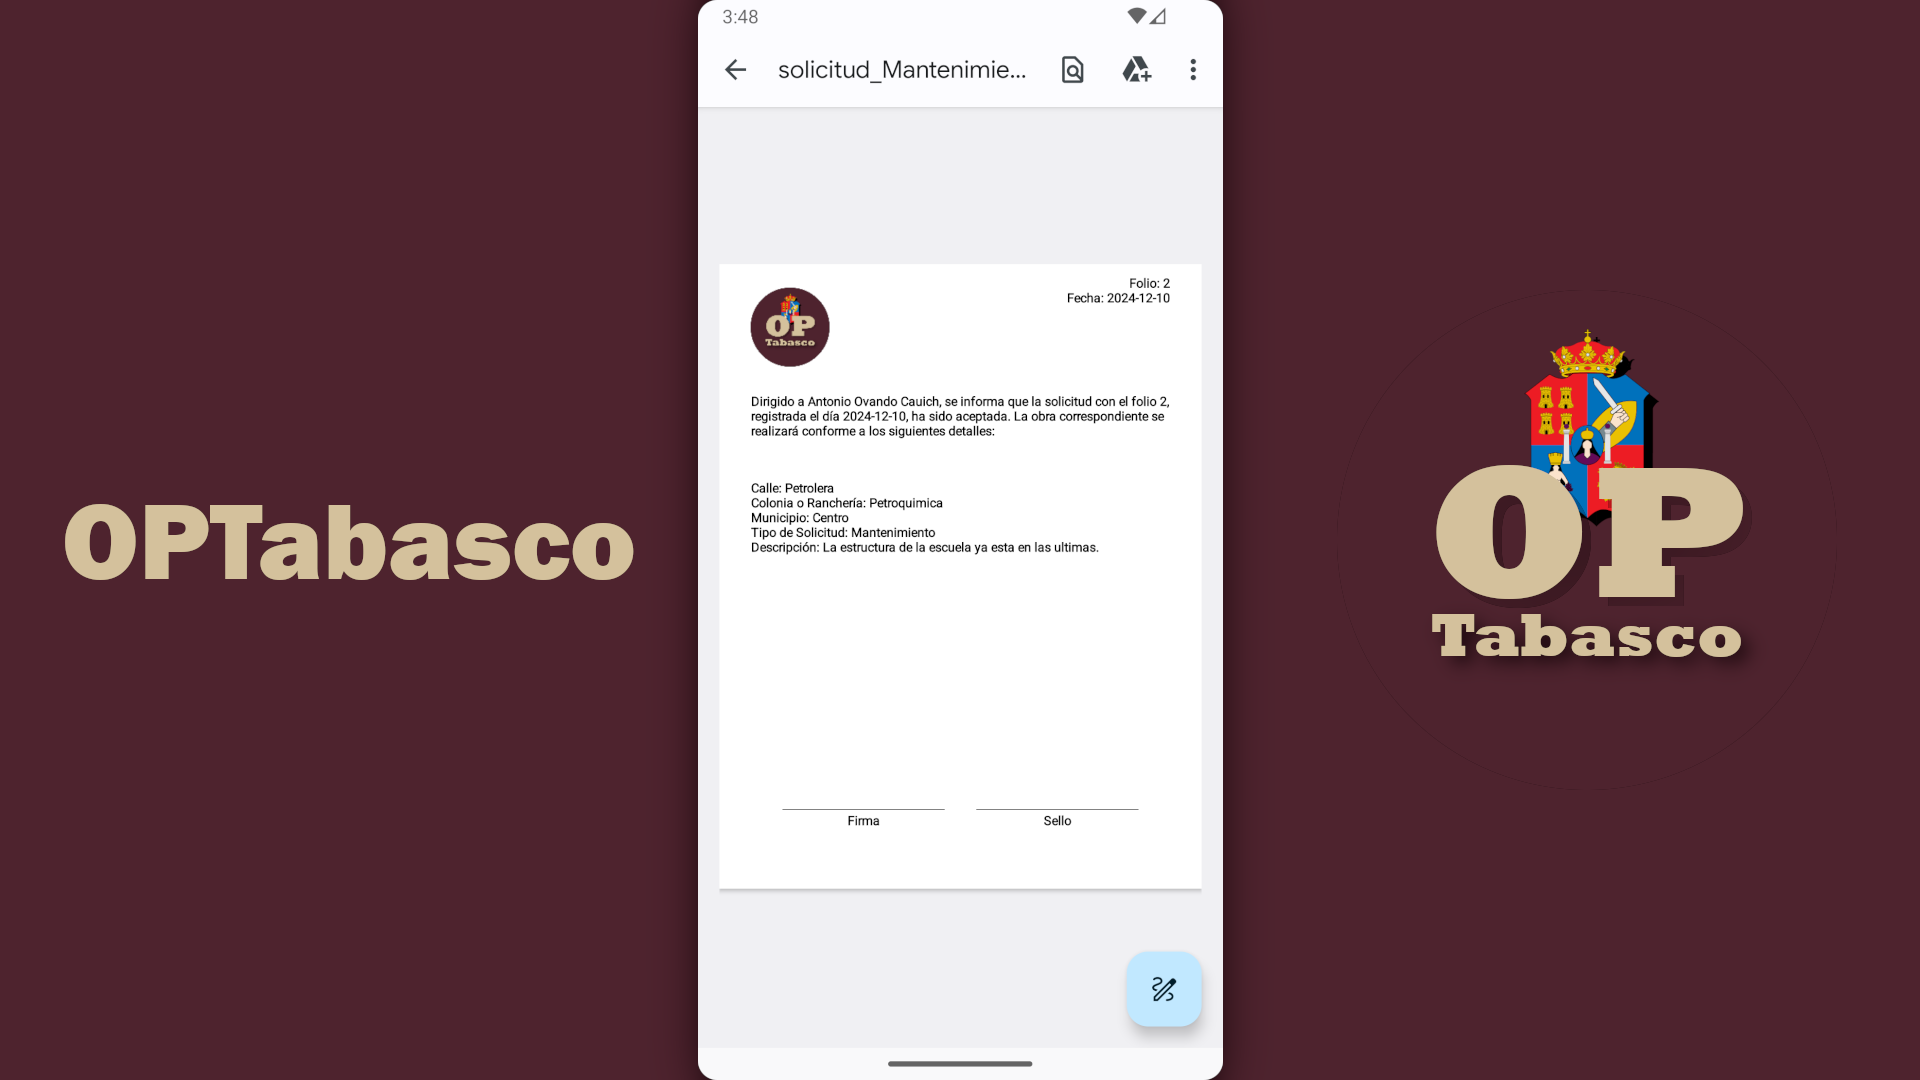 OPTabasco
3:48
solicitud_Mantenimie...
Folio: 2
Fecha: 2024-12-10
OP
Tabasco
Dirigido a Antonio Ovando Cauich, se informa que la solicitud con el folio 2,
registrada el día 2024-12-10, ha sido aceptada. La obra correspondiente se
realizará conforme a los siguientes detalles:
Calle: Petrolera
Colonia o Ranchería: Petroquimica
Municipio: Centro
Tipo de Solicitud: Mantenimiento
Descripción: La estructura de la escuela ya esta en las ultimas.
Firma
Sello
OP
Tabasco